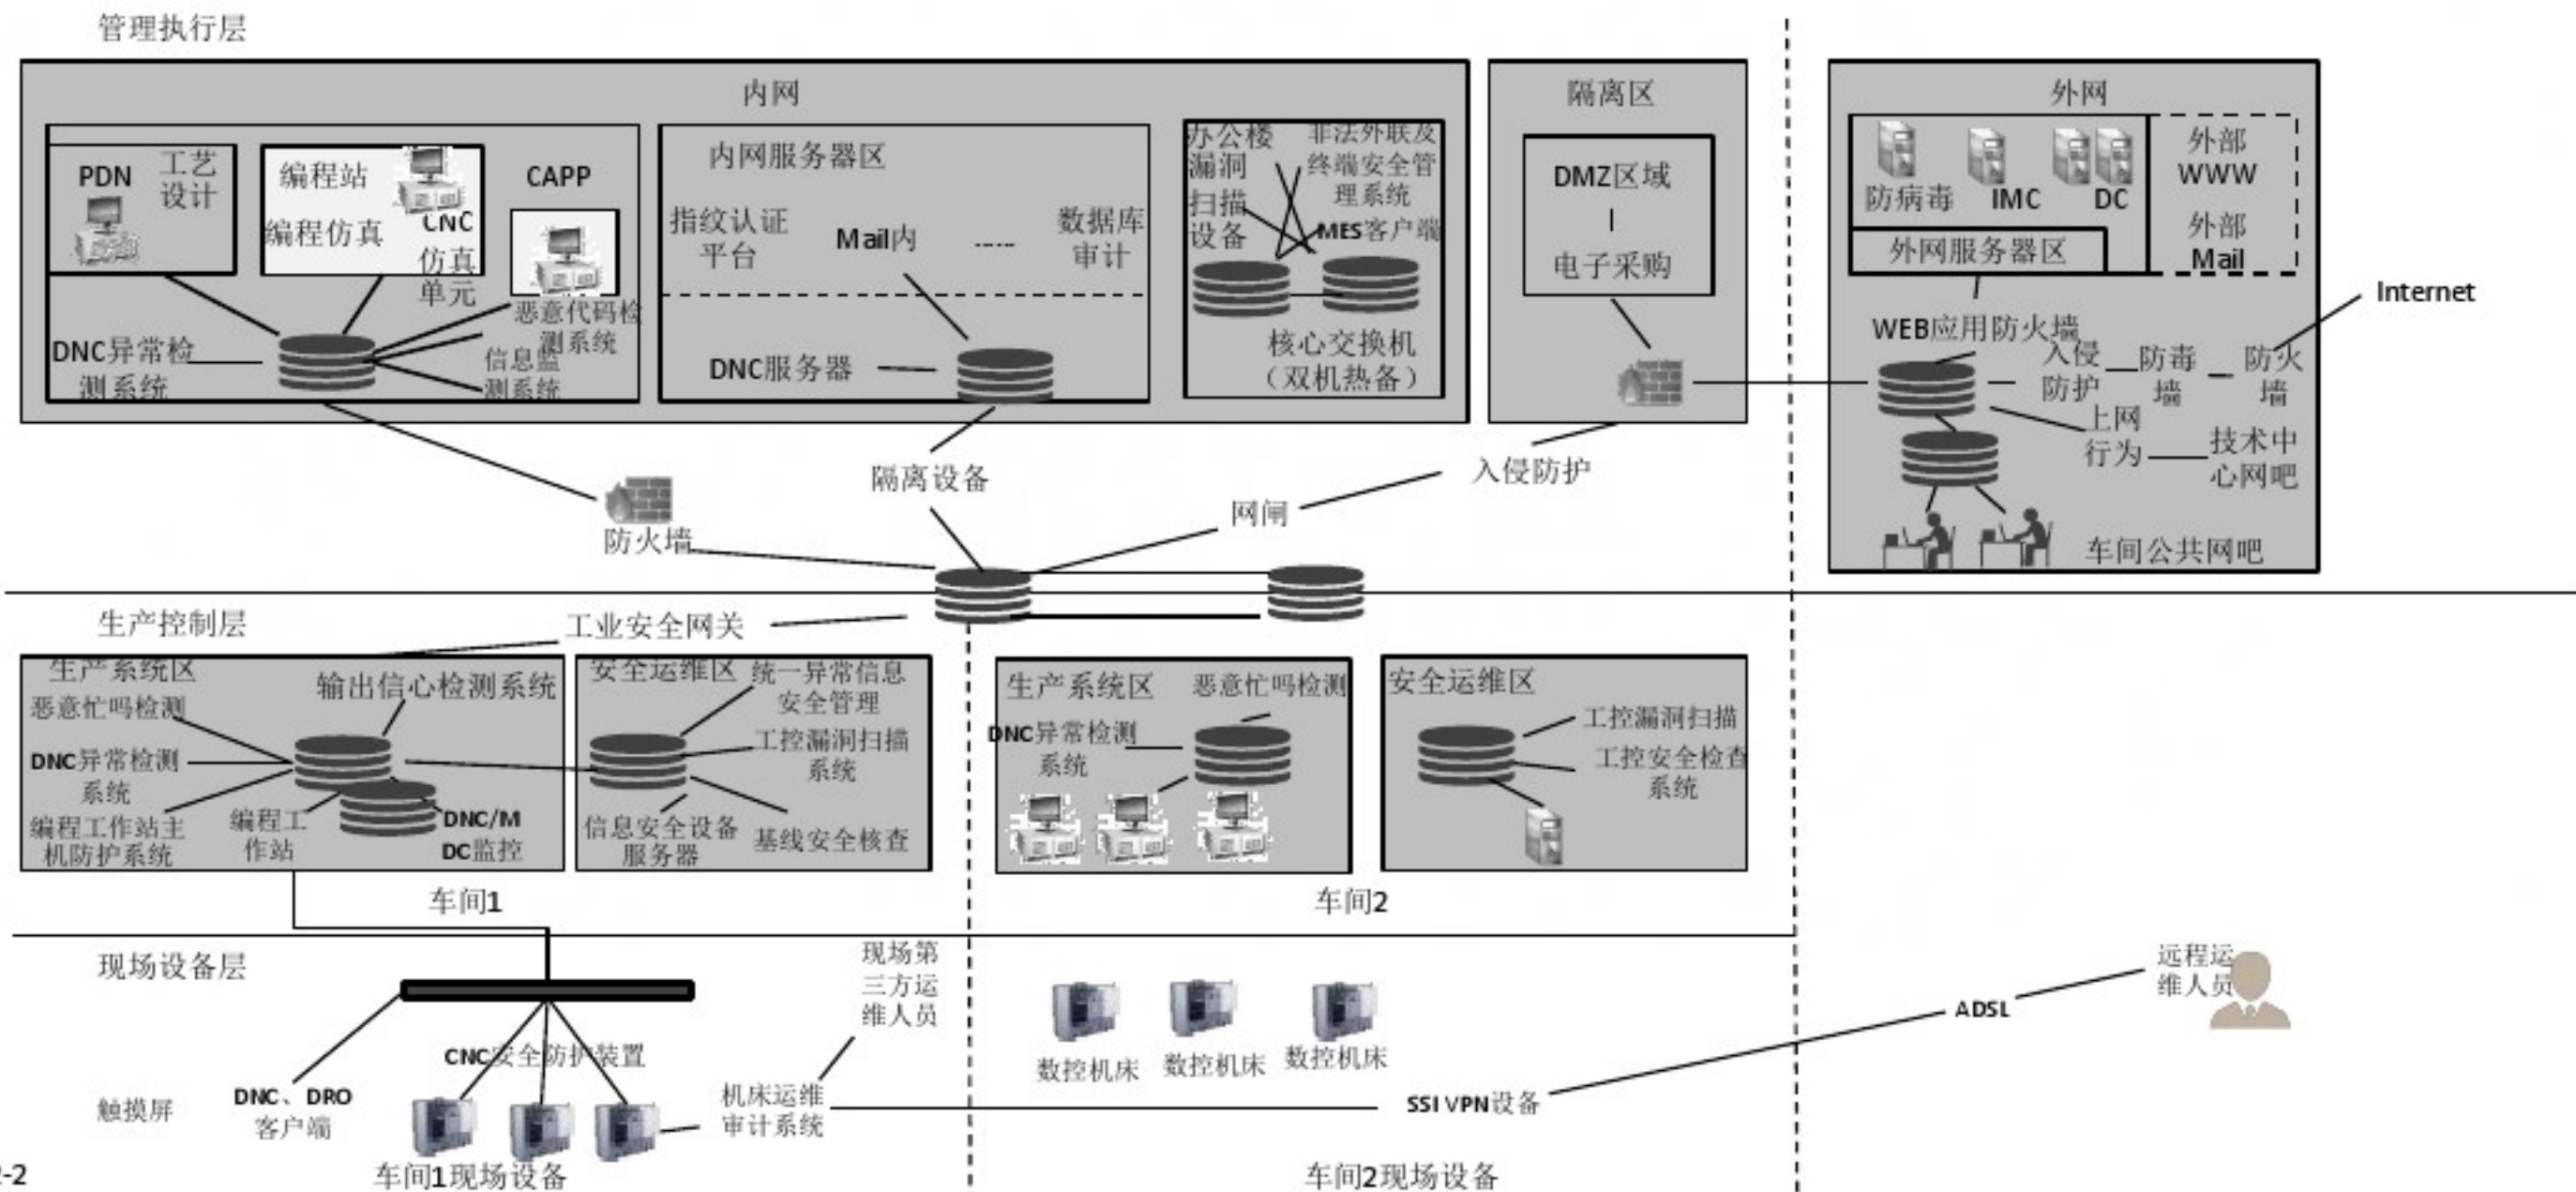 管理执行层
内网
隔离区
外网
PDN
工艺
设计
编程站
编程仿真
CNC
仿真
单元
CAPP
恶意代码检
测系统
信息监
测系统
DNC异常检
测系统
内网服务器区
指纹认证
平台
Mail内
......
数据库
审计
DNC服务器
办公楼
漏洞
扫描
设备
非法外联及
终端安全管
理系统
MES客户端
核心交换机
（双机热备）
DMZ区域
电子采购
防病毒
IMC
DC
外部
WWW
外部
Mail
外网服务器区
Internet
WEB应用防火墙
入侵
防护
防毒
墙
防火
墙
上网
行为
技术中
心网吧
车间公共网吧
隔离设备
防火墙
网闸
入侵防护
生产控制层
工业安全网关
生产系统区
输出信心检测系统
恶意忙吗检测
DNC异常检测
系统
编程工作站主
机防护系统
编程工
作站
DNC/M
DC监控
安全运维区
统一异常信息
安全管理
工控漏洞扫描
系统
信息安全设备
服务器
基线安全核查
生产系统区
恶意忙吗检测
DNC异常检测
系统
安全运维区
工控漏洞扫描
工控安全检查
系统
车间1
车间2
现场设备层
现场第
三方运
维人员
CNC安全防护装置
触摸屏
DNC、DRO
客户端
机床运维
审计系统
数控机床
数控机床
数控机床
SSI VPN设备
ADSL
远程运
维人员
-2
车间1现场设备
车间2现场设备